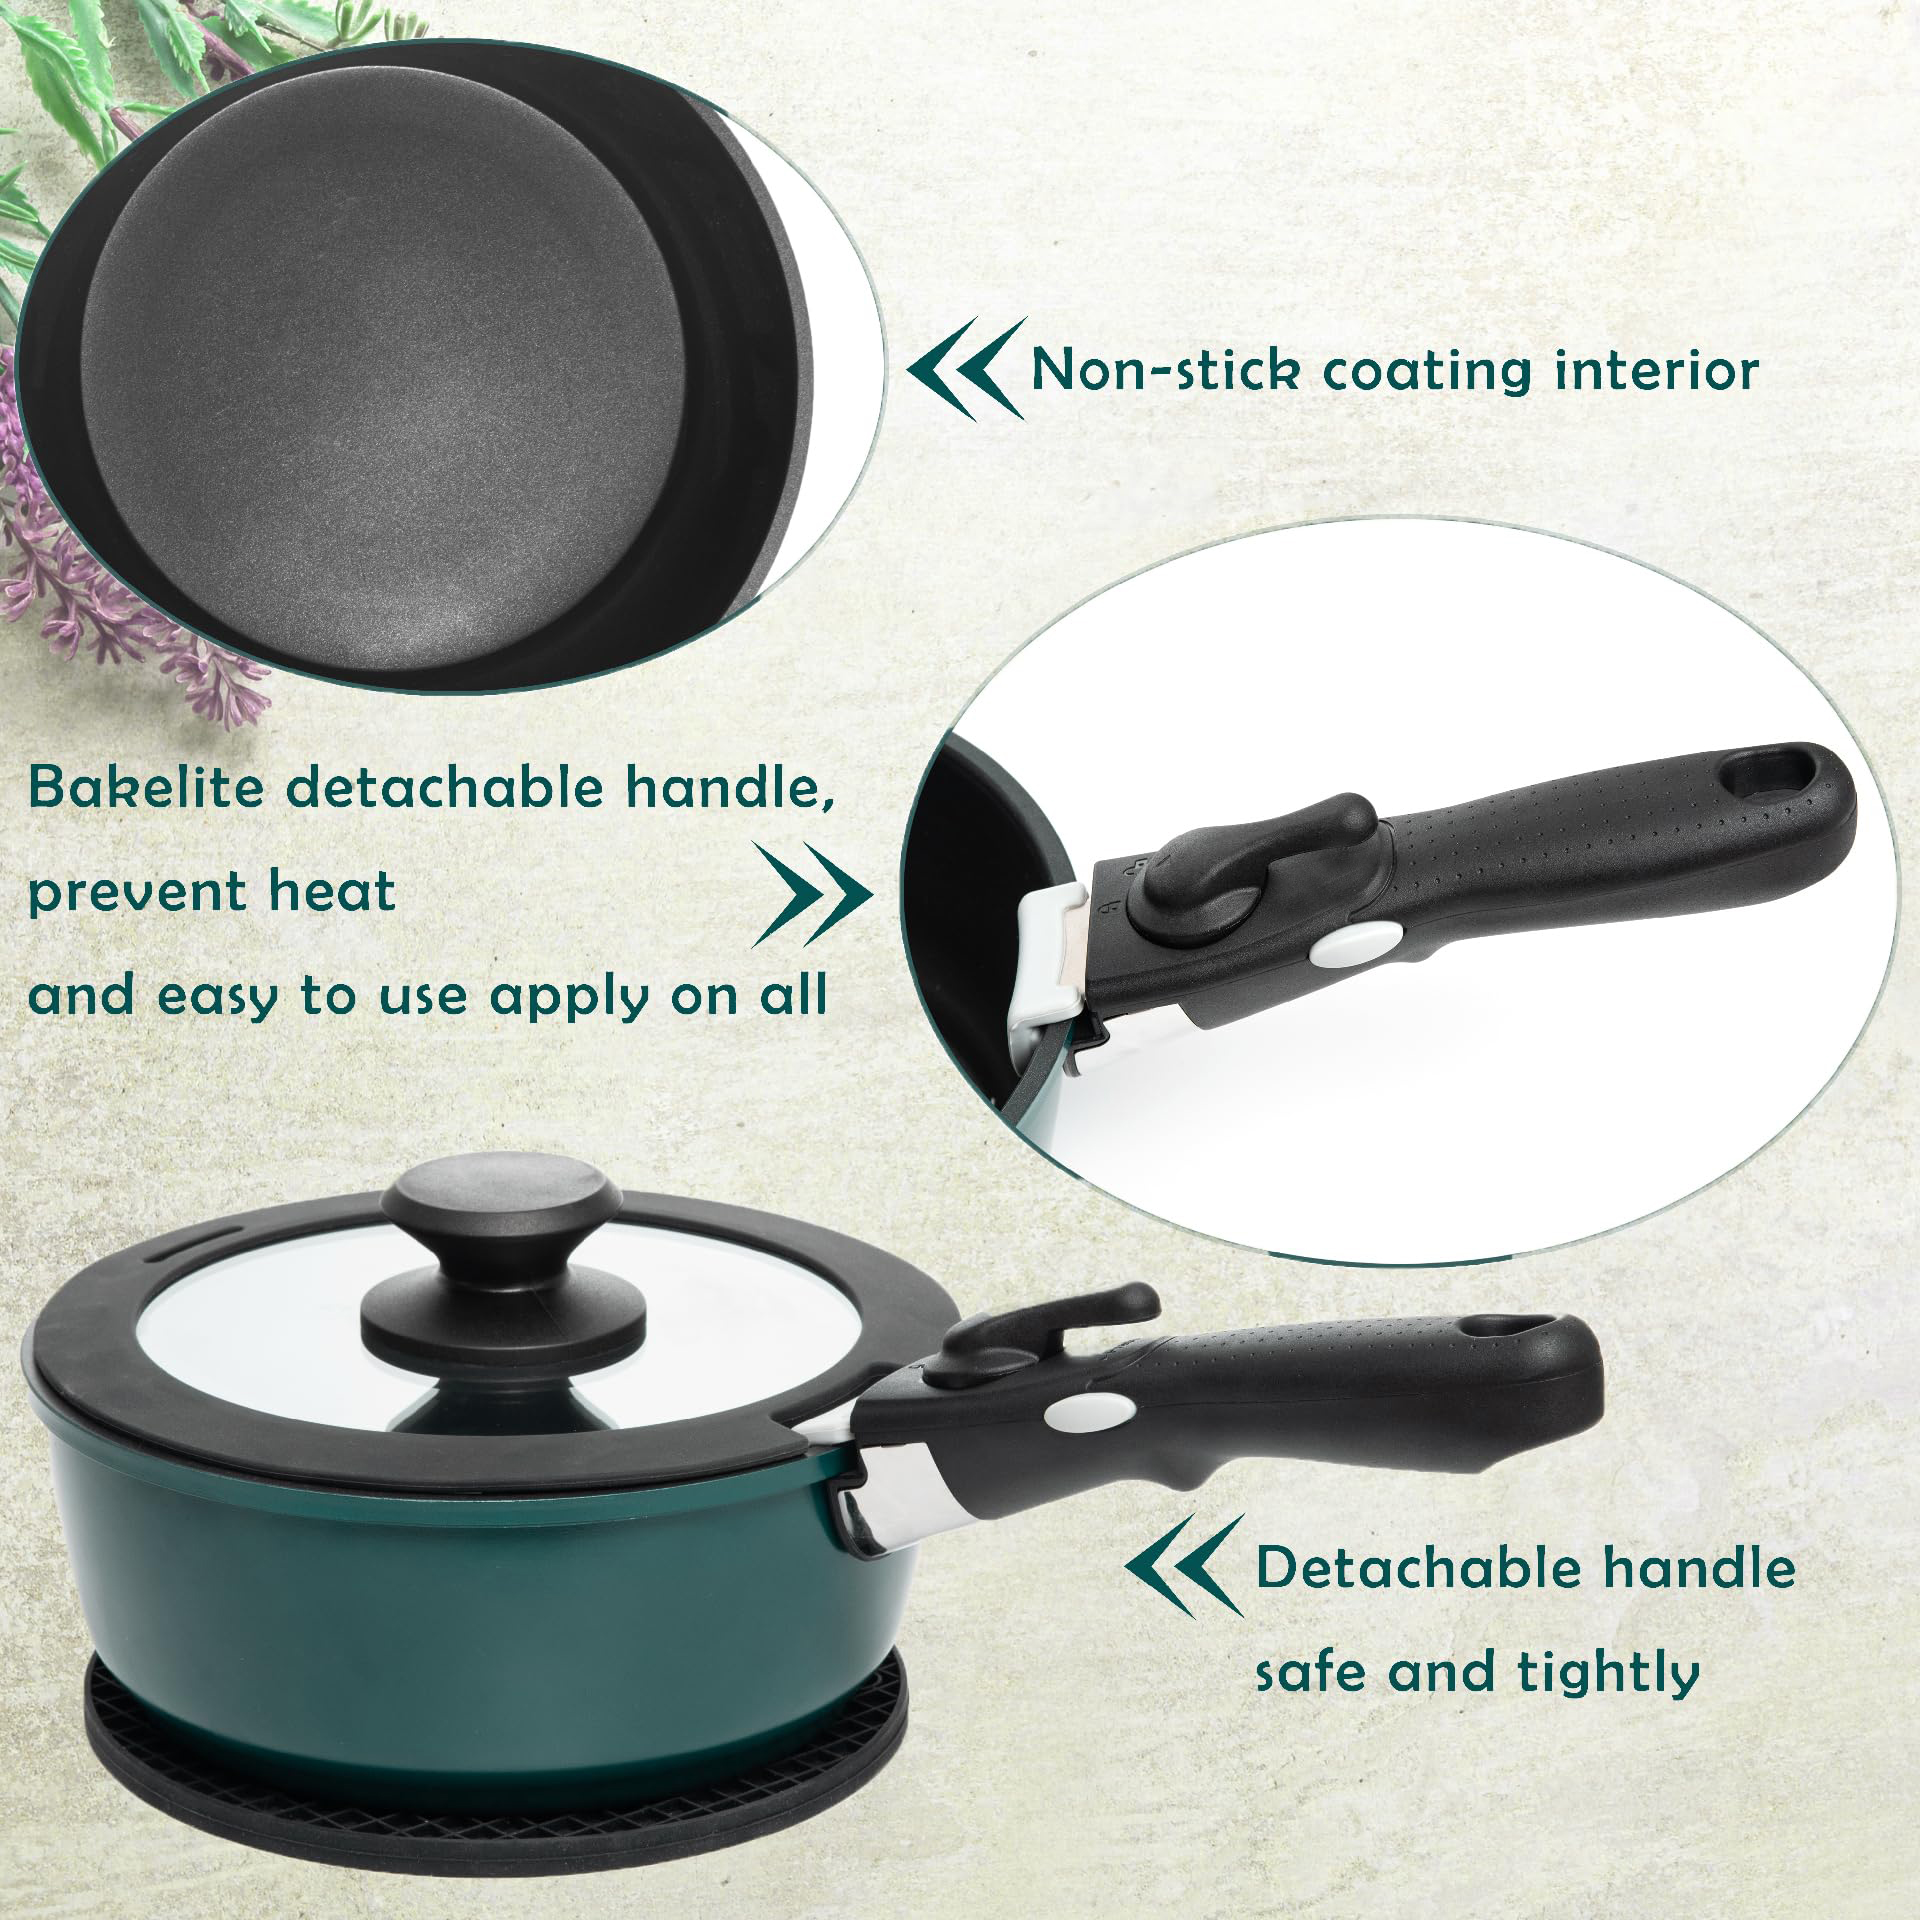 Non-stick coating interior
Bakelite detachable handle,
prevent heat
and easy to use apply on all
Detachable handle
safe and tightly